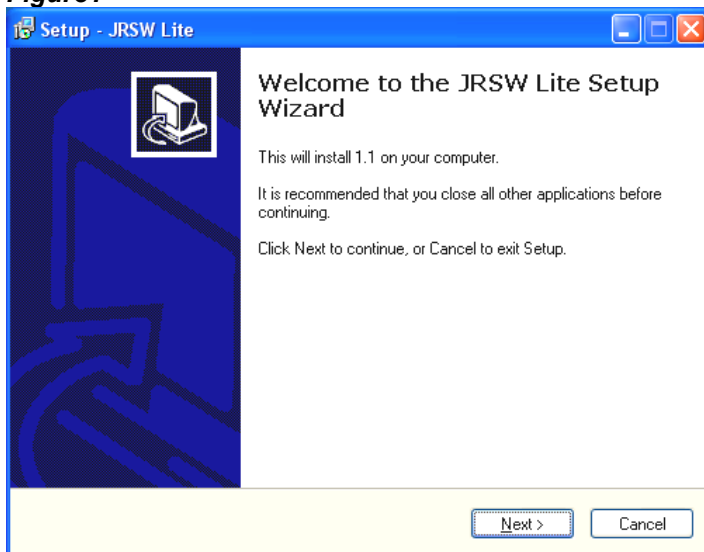 Figure1
Setup - JRSW Lite
Welcome to the JRSW Lite Setup
Wizard
This will install 1.1 on your computer.
It is recommended that you close all other applications before
continuing.
Click Next to continue, or Cancel to exit Setup.
Next >
Cancel